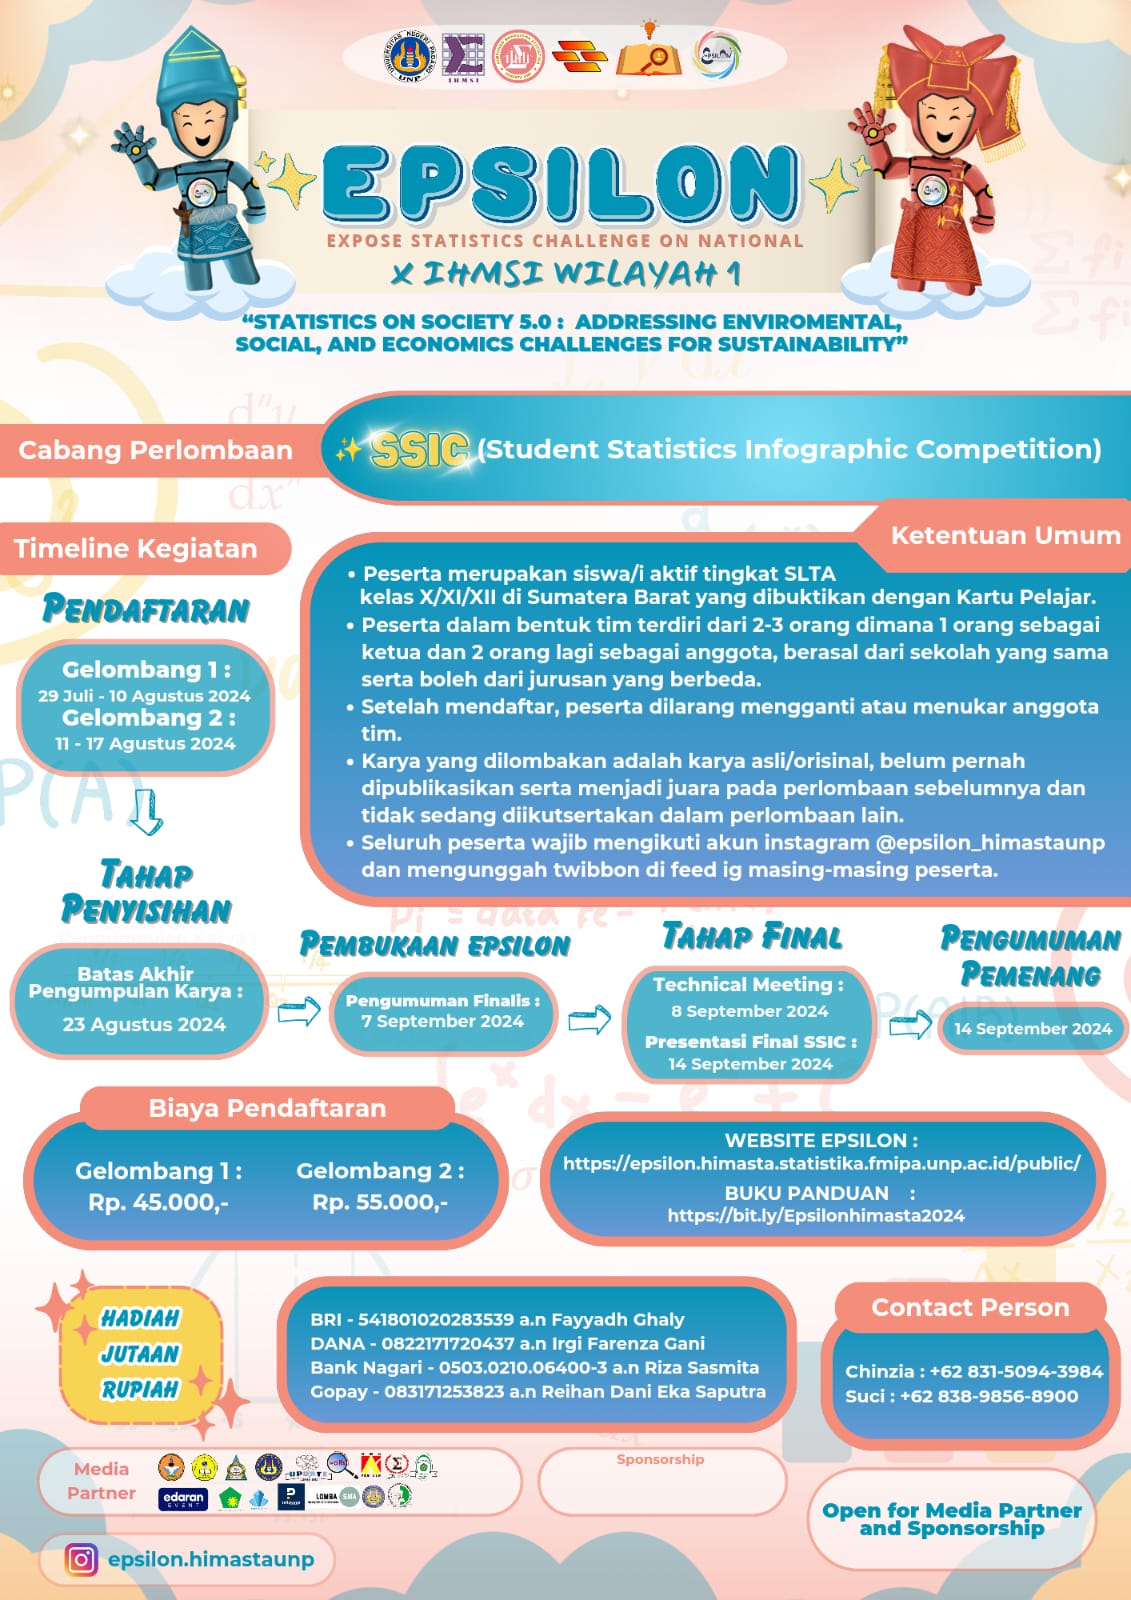 UNIVERSITAS NEGERI PADANG
UNP
IHMSI
EPSILON
EPSILON
EXPOSE STATISTICS CHALLENGE ON NATIONAL
X IHMSI WILAYAH 1
“STATISTICS ON SOCIETY 5.0 : ADDRESSING ENVIROMENTAL,
SOCIAL, AND ECONOMICS CHALLENGES FOR SUSTAINABILITY”
Cabang Perlombaan
SSIC (Student Statistics Infographic Competition)
Timeline Kegiatan
PENDAFTARAN
Gelombang 1 :
29 Juli - 10 Agustus 2024
Gelombang 2 :
11 - 17 Agustus 2024
Ketentuan Umum
• Peserta merupakan siswa/i aktif tingkat SLTA
kelas X/XI/XII di Sumatera Barat yang dibuktikan dengan Kartu Pelajar.
• Peserta dalam bentuk tim terdiri dari 2-3 orang dimana 1 orang sebagai
ketua dan 2 orang lagi sebagai anggota, berasal dari sekolah yang sama
serta boleh dari jurusan yang berbeda.
• Setelah mendaftar, peserta dilarang mengganti atau menukar anggota
tim.
• Karya yang dilombakan adalah karya asli/orisinal, belum pernah
dipublikasikan serta menjadi juara pada perlombaan sebelumnya dan
tidak sedang diikutsertakan dalam perlombaan lain.
• Seluruh peserta wajib mengikuti akun instagram @epsilon_himastaunp
dan mengunggah twibbon di feed ig masing-masing peserta.
TAHAP
PENYISIHAN
Batas Akhir
Pengumpulan Karya :
23 Agustus 2024
PEMBUKAAN EPSILON
Pengumuman Finalis :
7 September 2024
TAHAP FINAL
Technical Meeting :
8 September 2024
Presentasi Final SSIC :
14 September 2024
PENGUMUMAN
PEMENANG
14 September 2024
Biaya Pendaftaran
Gelombang 1 :
Rp. 45.000,-
Gelombang 2 :
Rp. 55.000,-
WEBSITE EPSILON :
https://epsilon.himasta.statistika.fmipa.unp.ac.id/public/
BUKU PANDUAN :
https://bit.ly/Epsilonhimasta2024
HADIAH
JUTAAN
RUPIAH
BRI - 541801020283539 a.n Fayyadh Ghaly
DANA - 0822171720437 a.n Irgi Farenza Gani
Bank Nagari - 0503.0210.06400-3 a.n Riza Sasmita
Gopay - 083171253823 a.n Reihan Dani Eka Saputra
Contact Person
Chinzia : +62 831-5094-3984
Suci : +62 838-9856-8900
Media
Partner
UPDATE
edaran
EVENT
LOMBA SMA
Sponsorship
Open for Media Partner
and Sponsorship
epsilon.himastaunp